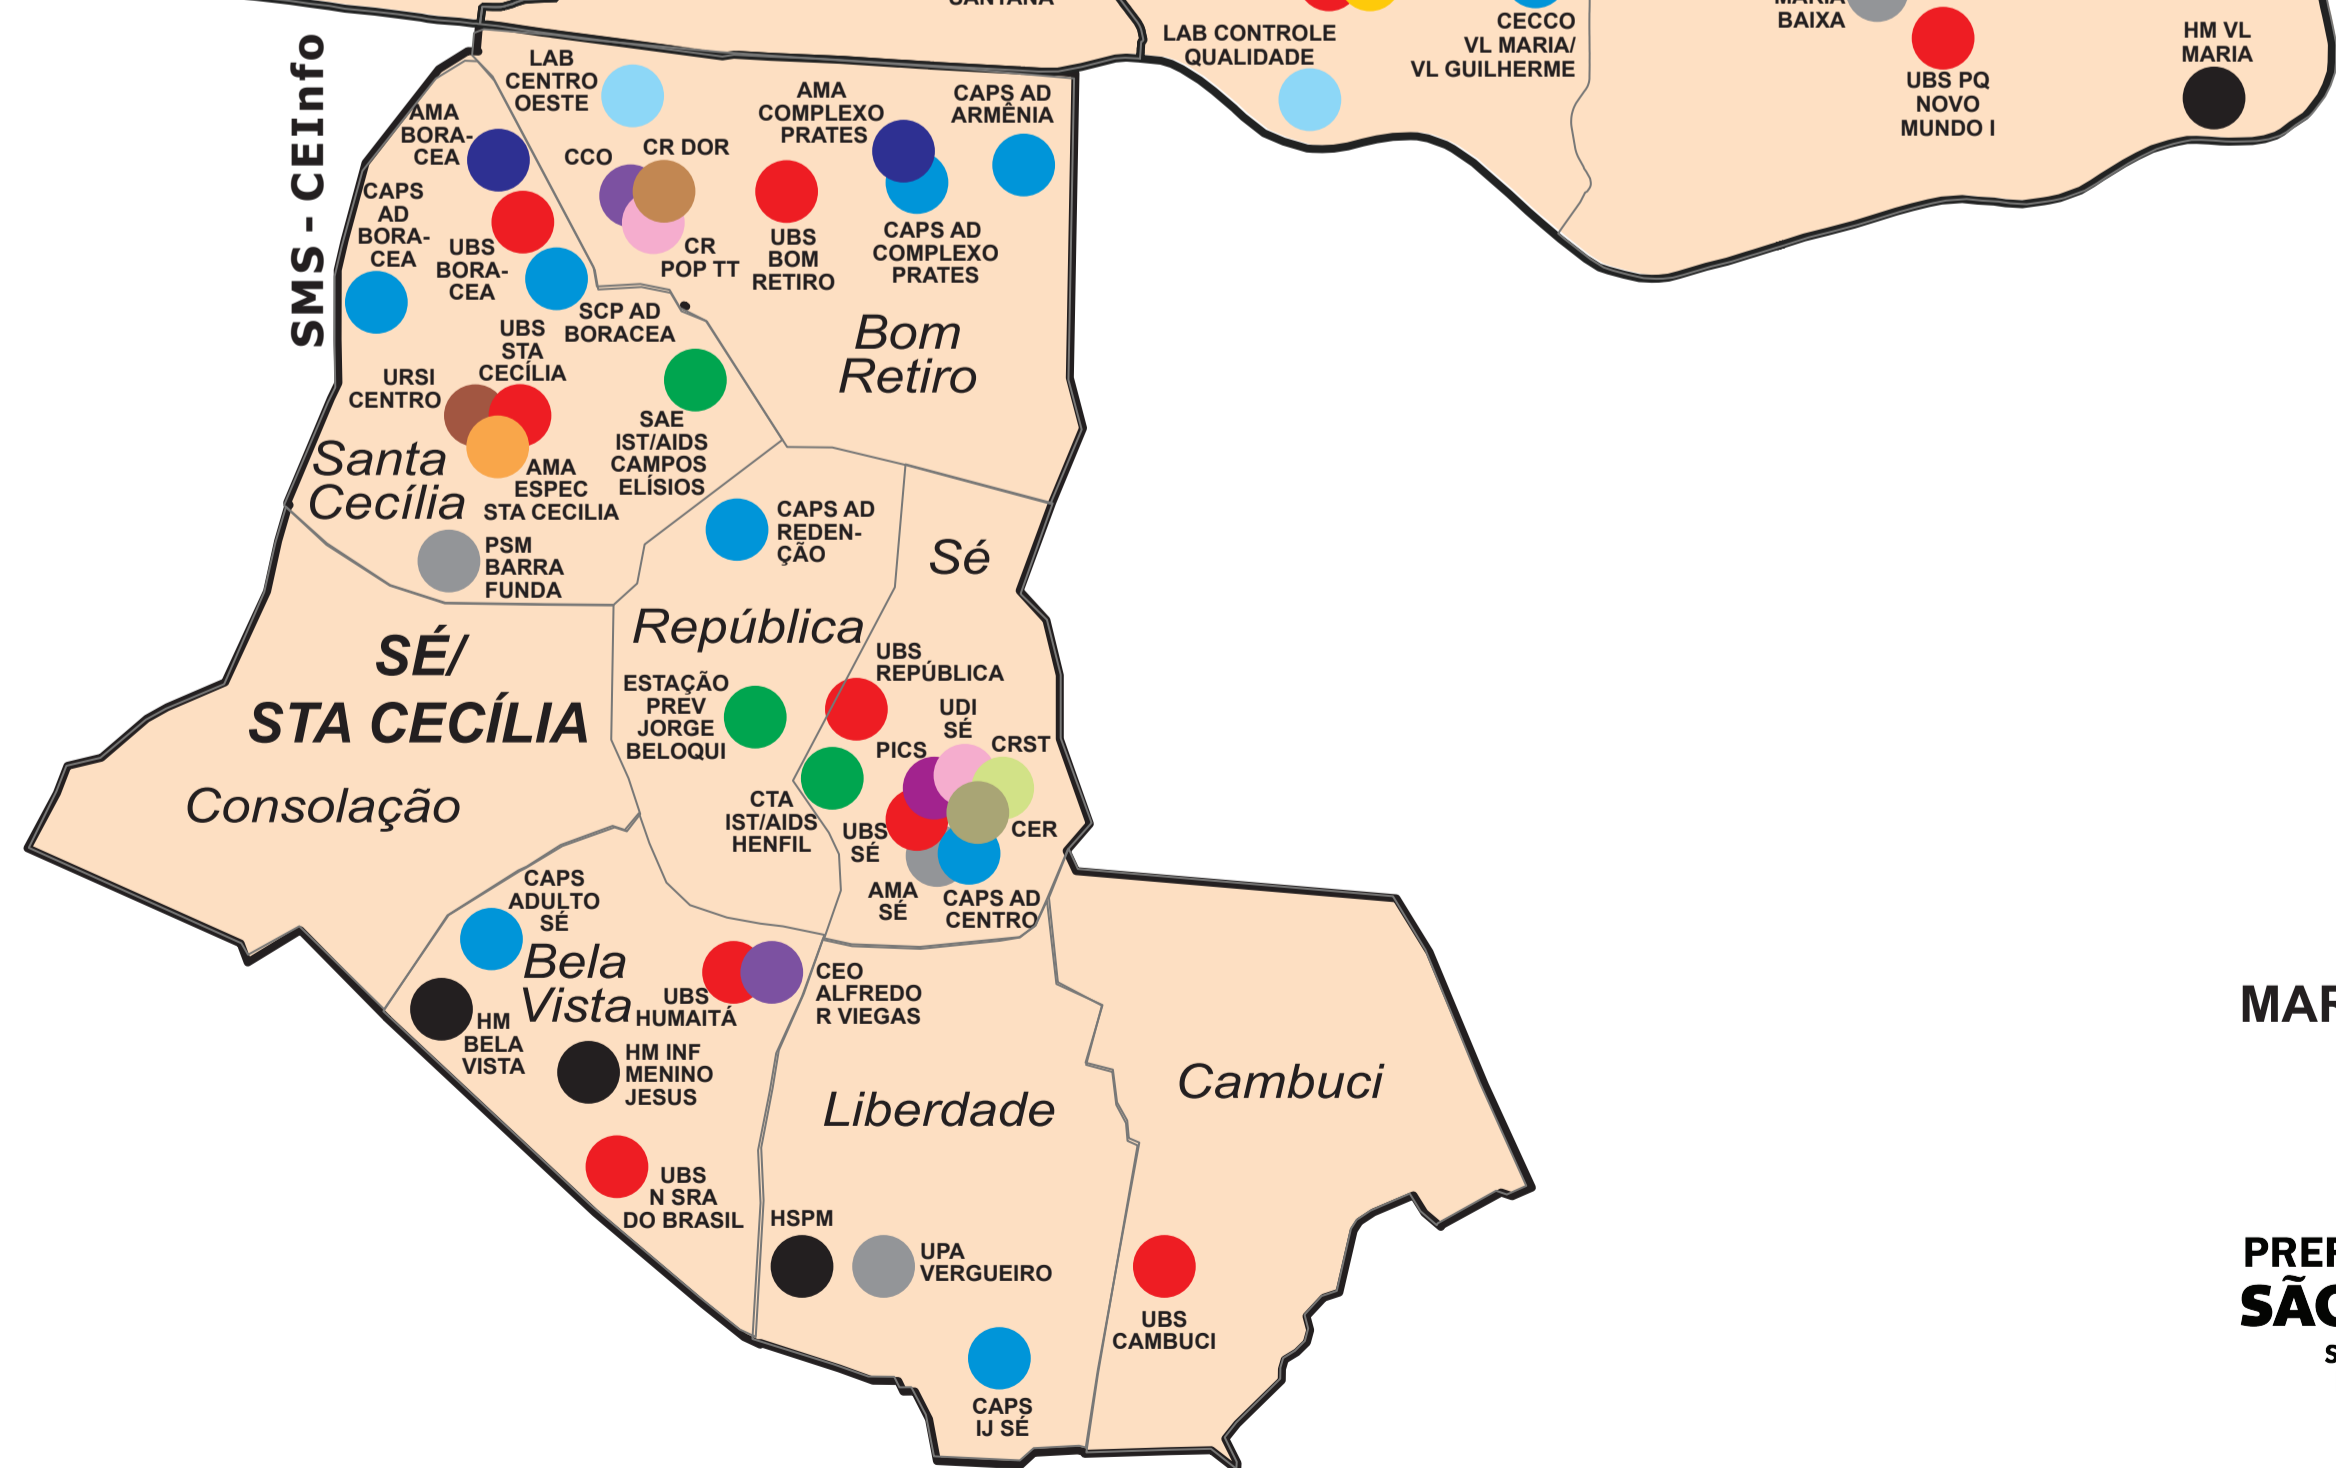 SANTANA
LAB CONTROLE
QUALIDADE
CECCO
VL MARIA/
VL GUILHERME
MARIA
BAIXA
UBS PQ
NOVO
MUNDO I
HM VL
MARIA
SMS - CEInfo
LAB
CENTRO
OESTE
AMA
BORA-
CEA
CAPS
AD
BORA-
CEA
UBS
BORA-
CEA
SCP AD
BORACEA
CCO
CR DOR
CR
POP TT
UBS
BOM
RETIRO
AMA
COMPLEXO
PRATES
CAPS AD
ARMÊNIA
CAPS AD
COMPLEXO
PRATES
Bom
Retiro
UBS
STA
CECÍLIA
URSI
CENTRO
SAE
IST/AIDS
CAMPOS
ELÍSIOS
Santa
Cecília
AMA
ESPEC
STA CECILIA
PSM
BARRA
FUNDA
CAPS AD
REDEN-
ÇÃO
Sé
República
SÉ/
STA CECÍLIA
Consolação
ESTAÇÃO
PREV
JORGE
BELOQUI
UBS
REPÚBLICA
UDI
SÉ
PICS
CRST
CTA
IST/AIDS
HENFIL
UBS
SÉ
CER
AMA
SÉ
CAPS AD
CENTRO
CAPS
ADULTO
SÉ
Bela
Vista
HM
BELA
VISTA
UBS
HUMAITÁ
CEO
ALFREDO
R VIEGAS
HM INF
MENINO
JESUS
UBS
N SRA
DO BRASIL
Liberdade
Cambuci
HSPM
UPA
VERGUEIRO
UBS
CAMBUCI
CAPS
IJ SÉ